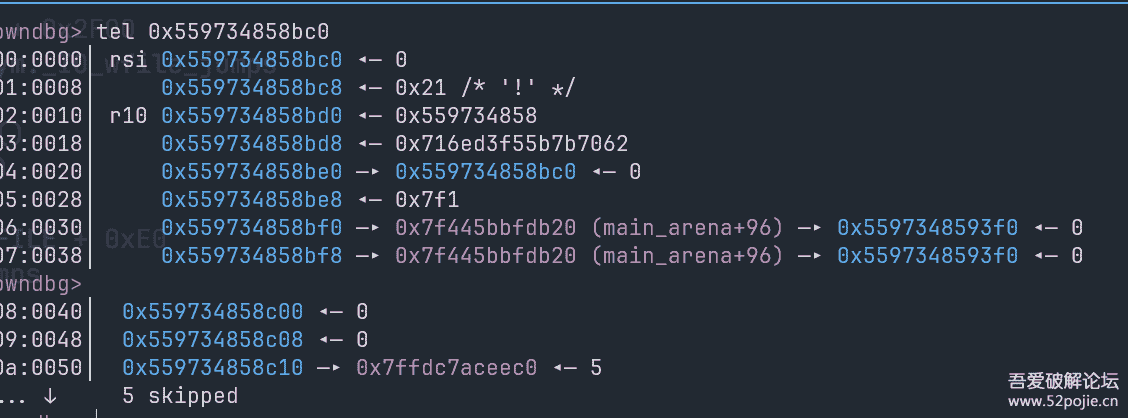 pwndbg> tel 0x559734858bc0
00:0000│ rsi 0x559734858bc0 ◂— 0
01:0008│     0x559734858bc8 ◂— 0x21 /* '!' */
02:0010│ r10 0x559734858bd0 ◂— 0x559734858
03:0018│     0x559734858bd8 ◂— 0x716ed3f55b7b7062
04:0020│     0x559734858be0 —▸ 0x559734858bc0 ◂— 0
05:0028│     0x559734858be8 ◂— 0x7f1
06:0030│     0x559734858bf0 —▸ 0x7f445bbfdb20 (main_arena+96) —▸ 0x5597348593f0 ◂— 0
07:0038│     0x559734858bf8 —▸ 0x7f445bbfdb20 (main_arena+96) —▸ 0x5597348593f0 ◂— 0
pwndbg>
08:0040│  0x559734858c00 ◂— 0
09:0048│  0x559734858c08 ◂— 0
0a:0050│  0x559734858c10 —▸ 0x7ffdc7aceec0 ◂— 5
... ↓     5 skipped
吾爱破解论坛
www.52pojie.cn